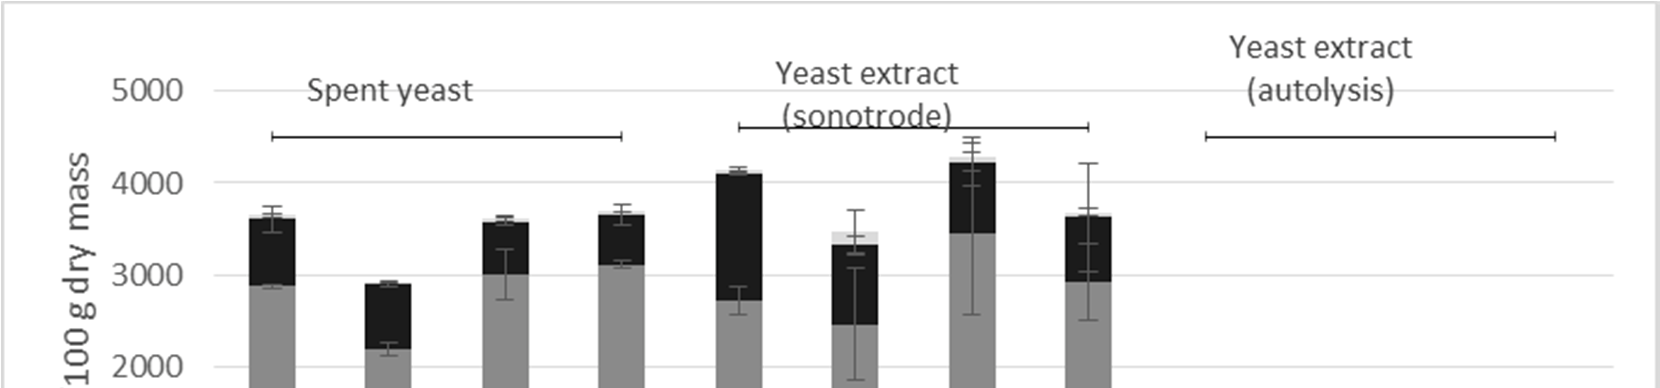 Yeast extract
(autolysis)
Yeast extract
(sonotrode)
Spent yeast
5000
4000
3000
2000
100 g dry mass